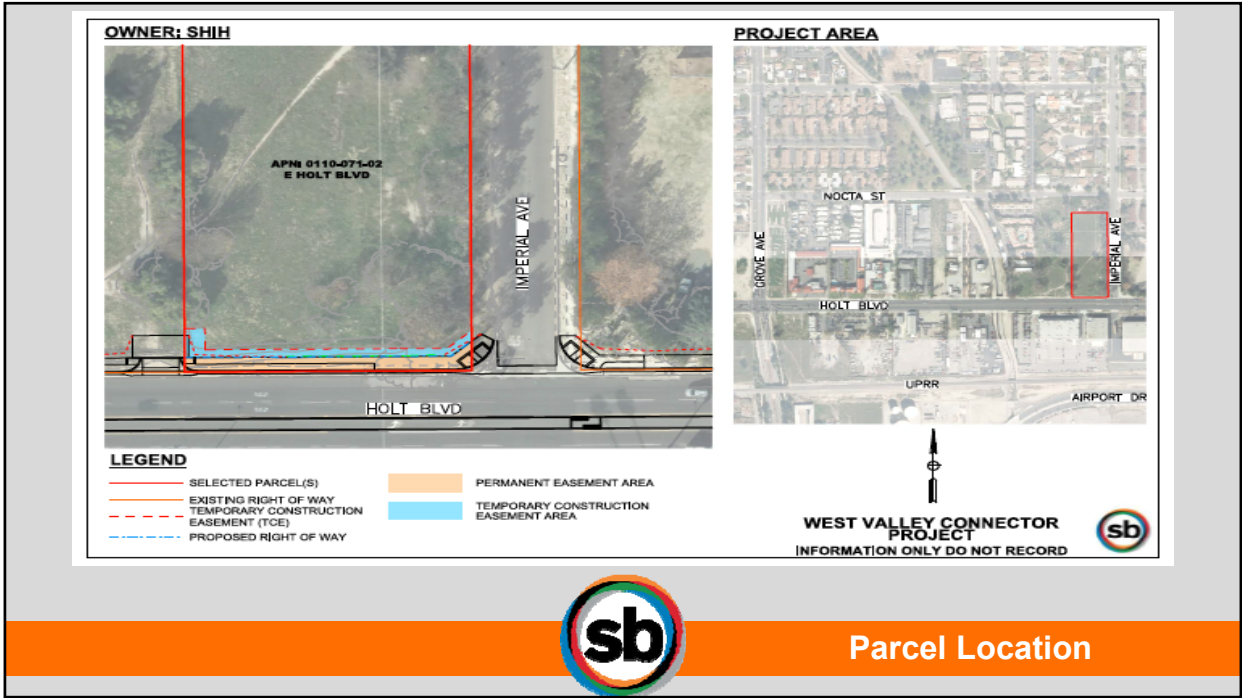 OWNER: SHIH
APN: 0110-071-02
E HOLT BLVD
IMPERIAL AVE
HOLT BLVD
PROJECT AREA
NOCTA ST
GROVE AVE
IMPERIAL AVE
HOLT BLVD
UPRR
AIRPORT DR
LEGEND
SELECTED PARCEL(S)
EXISTING RIGHT OF WAY
TEMPORARY CONSTRUCTION
EASEMENT (TCE)
PROPOSED RIGHT OF WAY
PERMANENT EASEMENT AREA
TEMPORARY CONSTRUCTION
EASEMENT AREA
WEST VALLEY CONNECTOR
PROJECT
INFORMATION ONLY DO NOT RECORD
sb
sb
Parcel Location